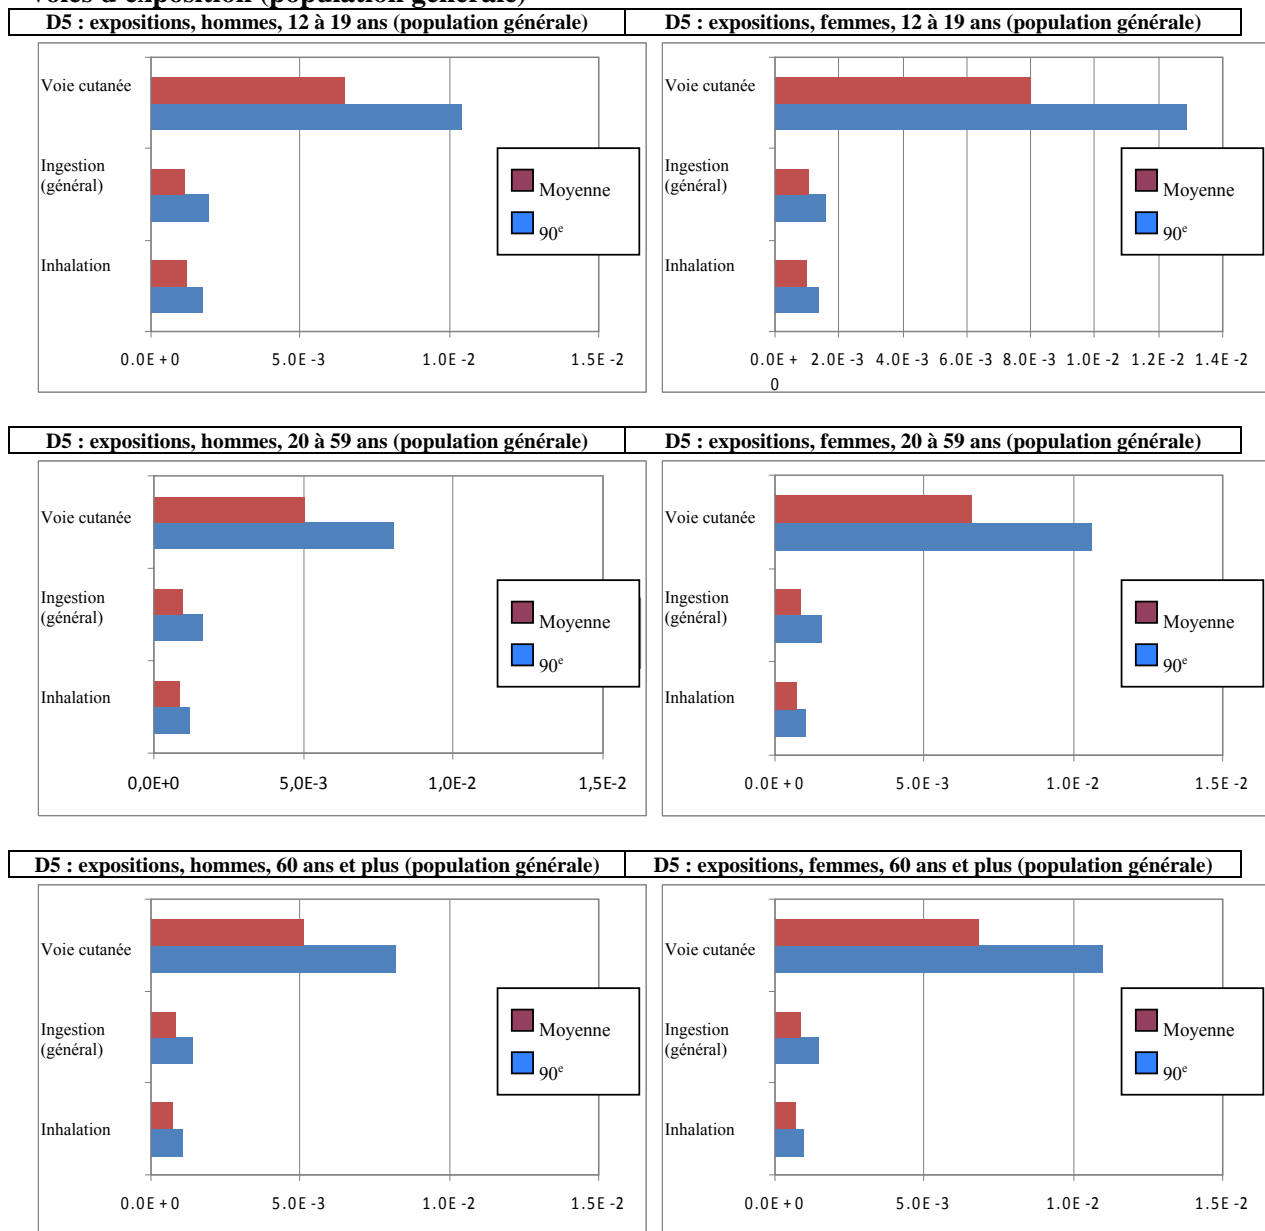 Voies d'exposition (population générale)
D5 : expositions, hommes, 12 à 19 ans (population générale)
D5 : expositions, femmes, 12 à 19 ans (population générale)
Voie cutanée
Ingestion
(général)
Inhalation
Moyenne
90e
0.0E + 0 5.0E -3 1.0E -2 1.5E -2
Voie cutanée
Ingestion
(général)
Inhalation
Moyenne
90e
0.0E + 2.0E -3 4.0E -3 6.0E -3 8.0E -3 1.0E -2 1.2E -2 1.4E -2
0
D5 : expositions, hommes, 20 à 59 ans (population générale)
D5 : expositions, femmes, 20 à 59 ans (population générale)
Voie cutanée
Ingestion
(général)
Inhalation
Moyenne
90e
0,0E+0 5,0E-3 1,0E-2 1,5E-2
Voie cutanée
Ingestion
(général)
Inhalation
Moyenne
90e
0.0E + 0 5.0E -3 1.0E -2 1.5E -2
D5 : expositions, hommes, 60 ans et plus (population générale)
D5 : expositions, femmes, 60 ans et plus (population générale)
Voie cutanée
Ingestion
(général)
Inhalation
Moyenne
90e
0.0E + 0 5.0E -3 1.0E -2 1.5E -2
Voie cutanée
Ingestion
(général)
Inhalation
Moyenne
90e
0.0E + 0 5.0E -3 1.0E -2 1.5E -2